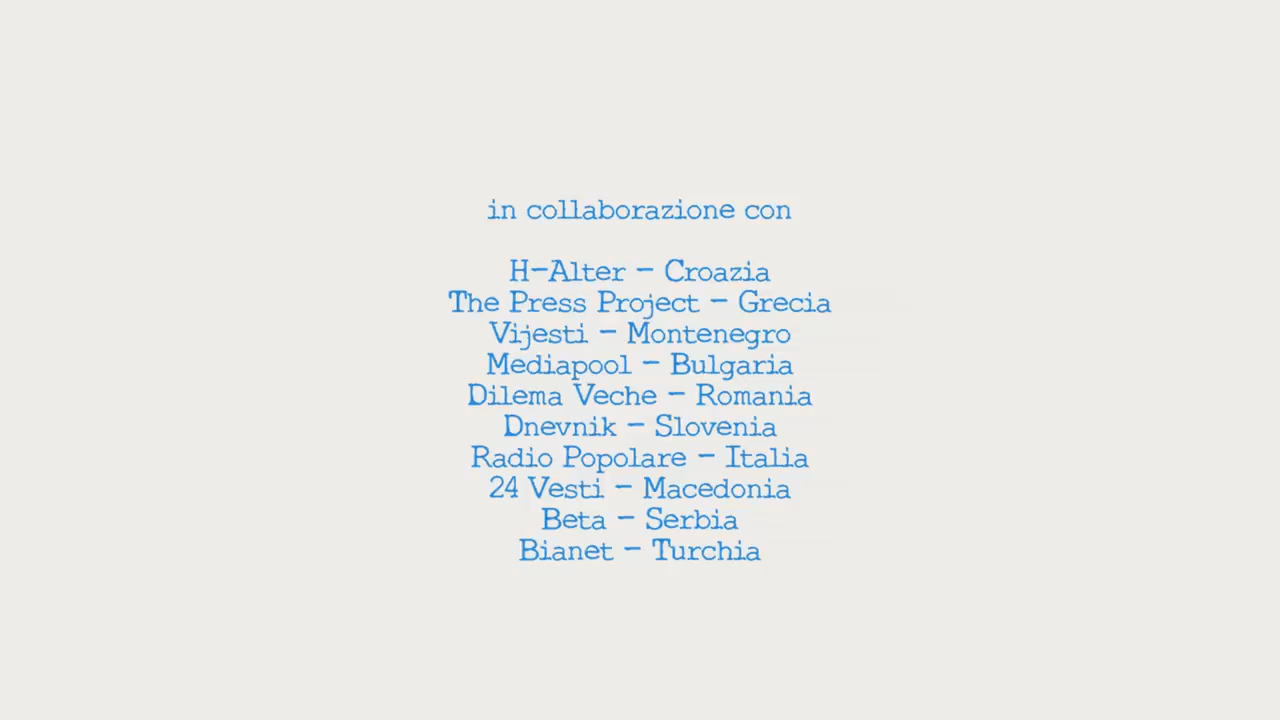 in collaborazione con
H-Alter - Croazia
The Press Project - Grecia
Vijesti - Montenegro
Mediapool - Bulgaria
Dilema Veche - Romania
Dnevnik - Slovenia
Radio Popolare - Italia
24 Vesti - Macedonia
Beta - Serbia
Bianet - Turchia